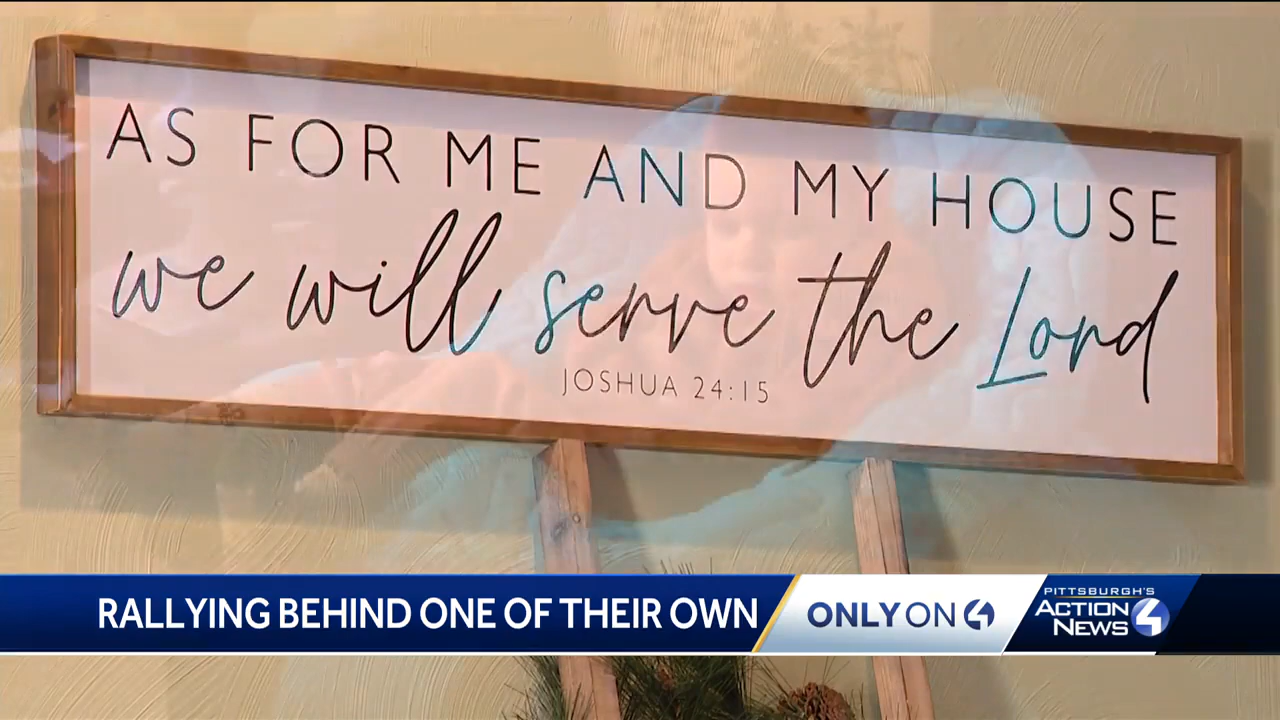 AS FOR ME AND MY HOUSE
we will serve the Lord
JOSHUA 24:15
RALLYING BEHIND ONE OF THEIR OWN
ONLY ON 4
PITTSBURGH'S
ACTION
NEWS 4